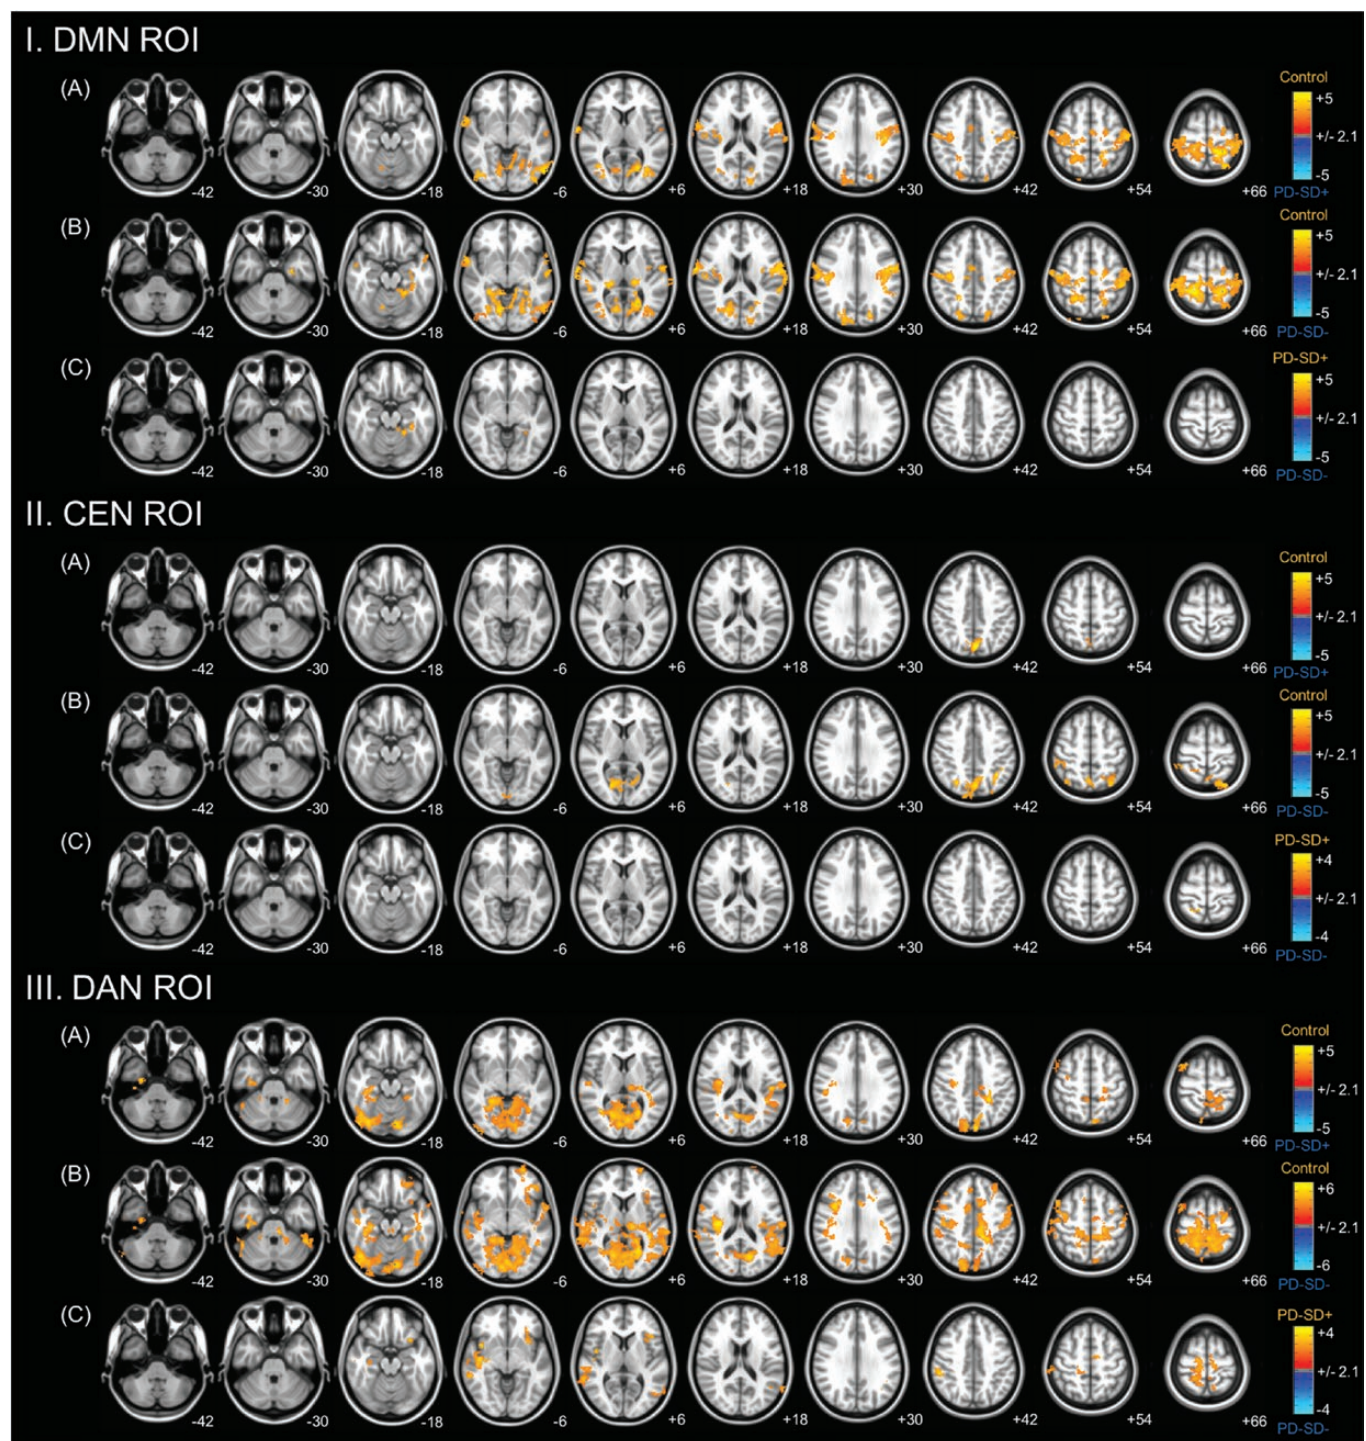 I. DMN ROI
(A)
Control
+5
+/- 2.1
-5
PD-SD+
-42 -30 -18 -6 +6 +18 +30 +42 +54 +66
(B)
Control
+5
+/- 2.1
-5
PD-SD-
-42 -30 -18 -6 +6 +18 +30 +42 +54 +66
(C)
PD-SD+
+5
+/- 2.1
-5
PD-SD-
-42 -30 -18 -6 +6 +18 +30 +42 +54 +66
II. CEN ROI
(A)
Control
+5
+/- 2.1
-5
PD-SD+
-42 -30 -18 -6 +6 +18 +30 +42 +54 +66
(B)
Control
+5
+/- 2.1
-5
PD-SD-
-42 -30 -18 -6 +6 +18 +30 +42 +54 +66
(C)
PD-SD+
+4
+/- 2.1
-4
PD-SD-
-42 -30 -18 -6 +6 +18 +30 +42 +54 +66
III. DAN ROI
(A)
Control
+5
+/- 2.1
-5
PD-SD+
-42 -30 -18 -6 +6 +18 +30 +42 +54 +66
(B)
Control
+6
+/- 2.1
-6
PD-SD-
-42 -30 -18 -6 +6 +18 +30 +42 +54 +66
(C)
PD-SD+
+4
+/- 2.1
-4
PD-SD-
-42 -30 -18 -6 +6 +18 +30 +42 +54 +66